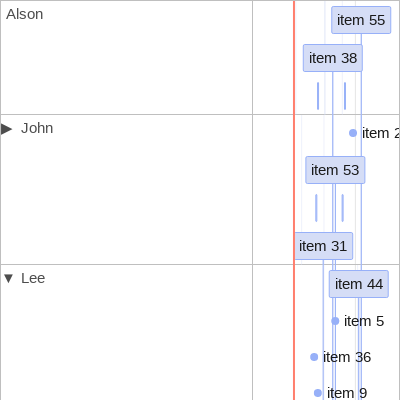 Alson
item 55
item 38
▶ John
item 2
item 53
item 31
▼ Lee
item 44
item 5
item 36
item 9